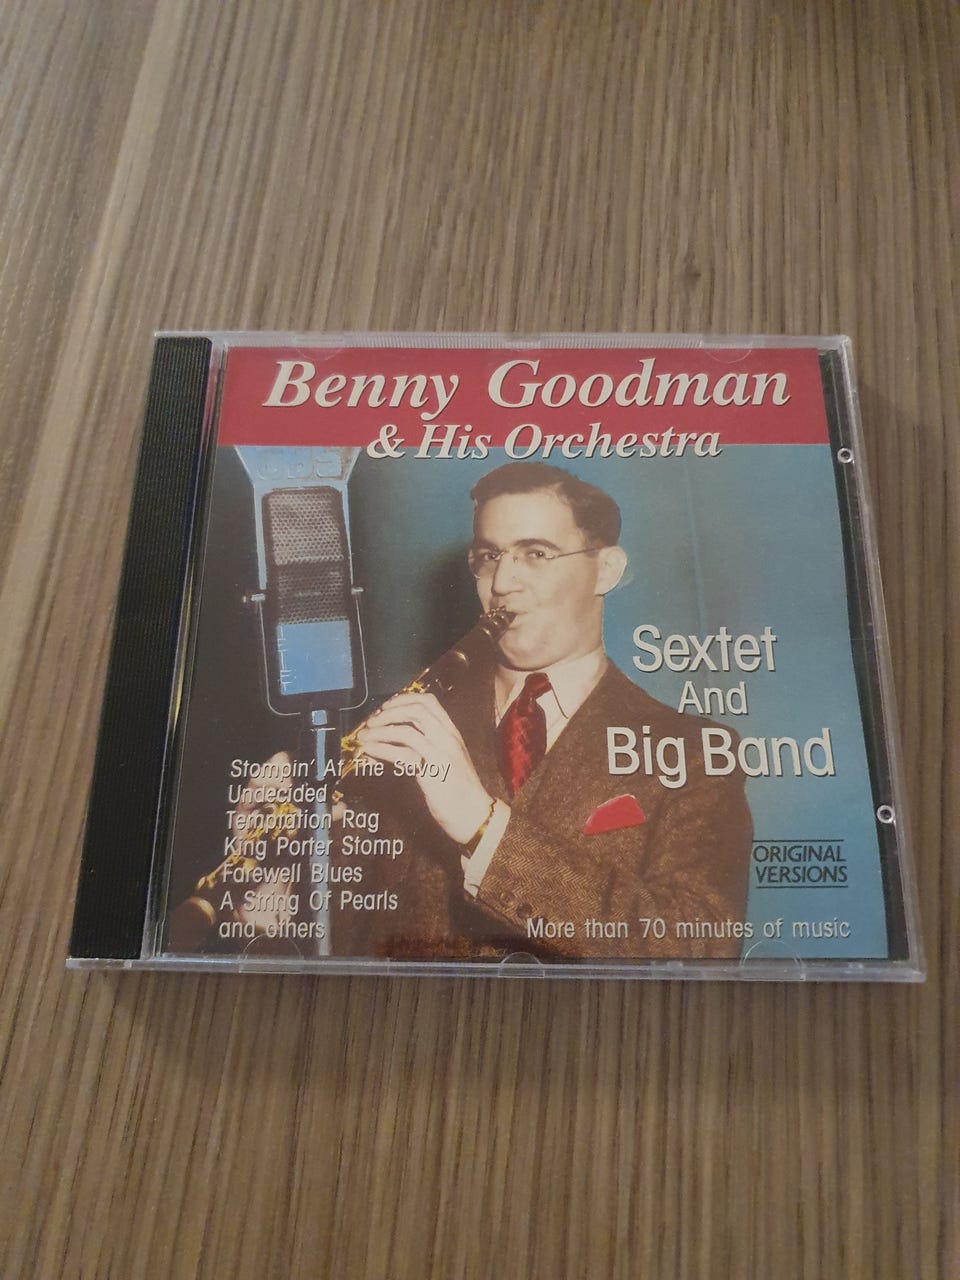 Benny Goodman
& His Orchestra
CBS
Sextet
And
Big Band
Stompin' At The Savoy
Undecided
Temptation Rag
King Porter Stomp
Farewell Blues
A String Of Pearls
and others
ORIGINAL
VERSIONS
More than 70 minutes of music